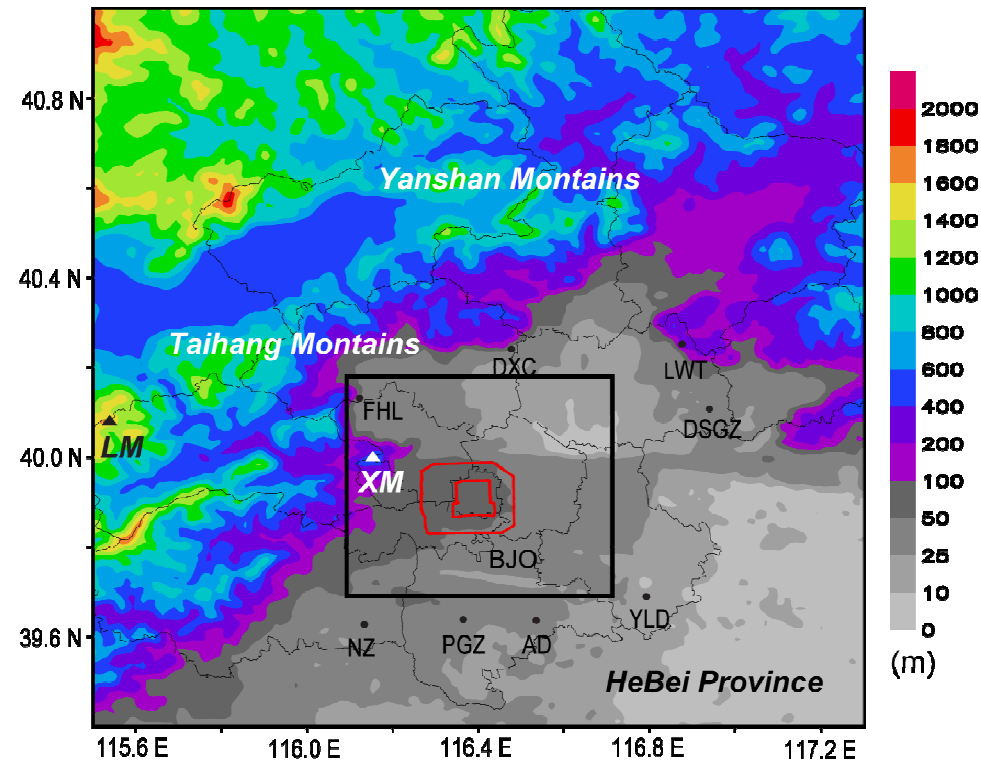 40.8 N
40.4 N
40.0 N
39.6 N
115.6 E
116.0 E
116.4 E
116.8 E
117.2 E
Yanshan Montains
Taihang Montains
DXC
LWT
FHL
DSGZ
LM
XM
BJO
YLD
NZ
PGZ
AD
HeBei Province
2000
1800
1600
1400
1200
1000
800
600
400
200
100
50
25
10
0
(m)